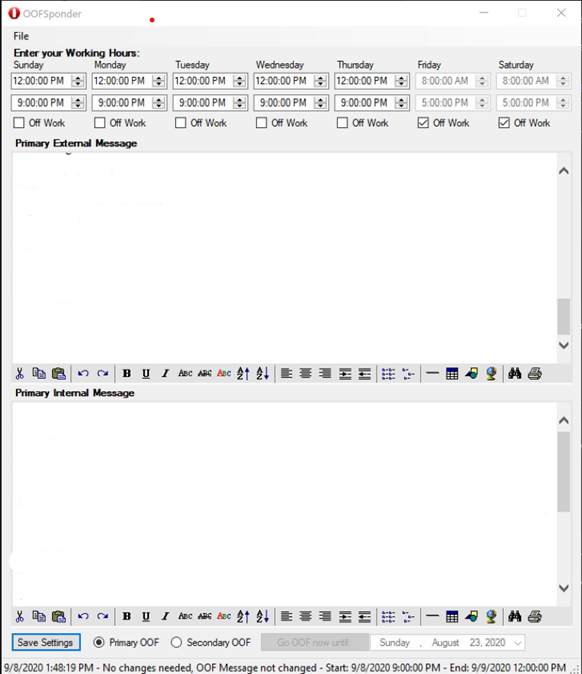 OOFSponder
File
Enter your Working Hours:
Sunday Monday Tuesday Wednesday Thursday Friday Saturday
12:00:00 PM 12:00:00 PM 12:00:00 PM 12:00:00 PM 12:00:00 PM 8:00:00 AM 8:00:00 AM
9:00:00 PM 9:00:00 PM 9:00:00 PM 9:00:00 PM 9:00:00 PM 5:00:00 PM 5:00:00 PM
Off Work Off Work Off Work Off Work Off Work Off Work Off Work
Primary External Message
B U I ABC ABC ABC
Primary Internal Message
B U I ABC ABC ABC
Save Settings Primary OOF Secondary OOF Go OOF now until: Sunday , August 23, 2020
9/8/2020 1:48:19 PM - No changes needed, OOF Message not changed - Start: 9/8/2020 9:00:00 PM - End: 9/9/2020 12:00:00 PM